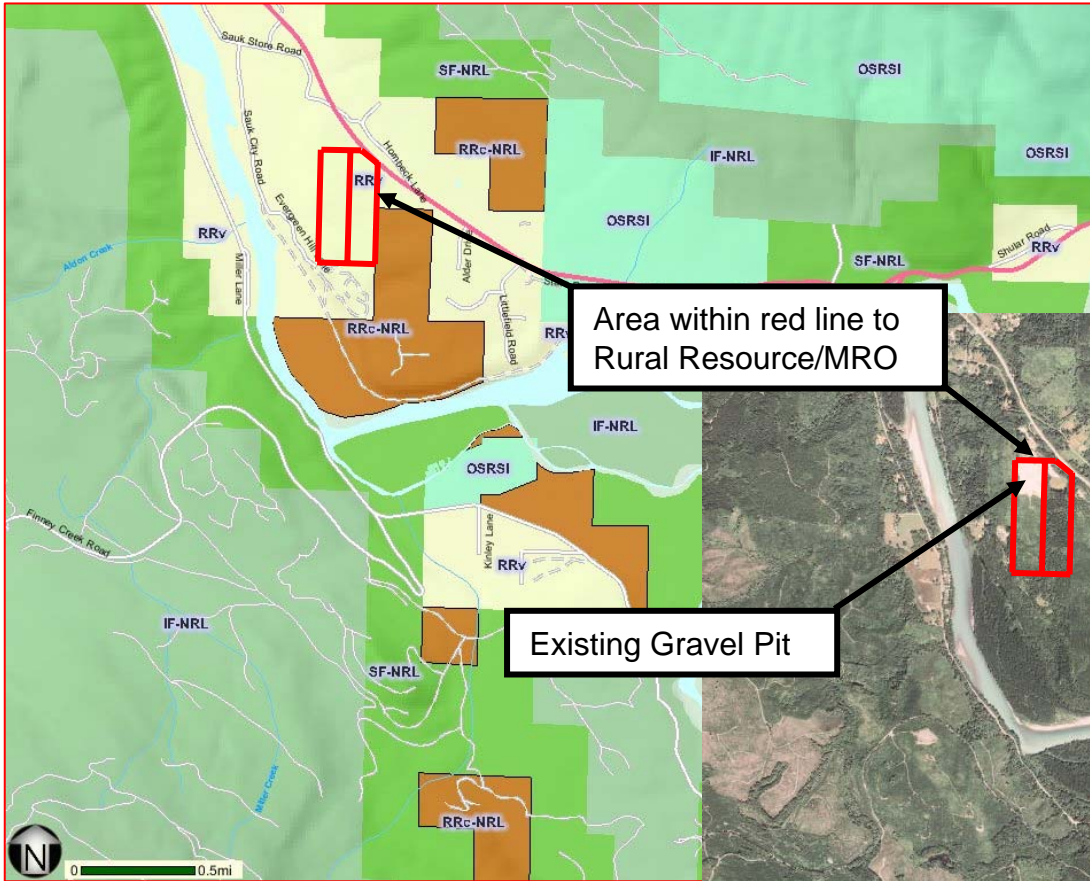 Sauk Store Road
SF-NRL
OSRSI
Sauk City Road
Hornbeck Lane
RRc-NRL
IF-NRL
OSRSI
RRv
OSRSI
Evergreen Hill
Shular Road
RRv
RRv
Aldon Creek
Miller Lane
Alder Drive
SF-NRL
Area within red line to
Rural Resource/MRO
RRc-NRL
Littlefield Road
IF-NRL
OSRSI
Finney Creek Road
Kinley Lane
RRv
IF-NRL
Existing Gravel Pit
SF-NRL
Miller Creek
RRc-NRL
N
0
0.5mi